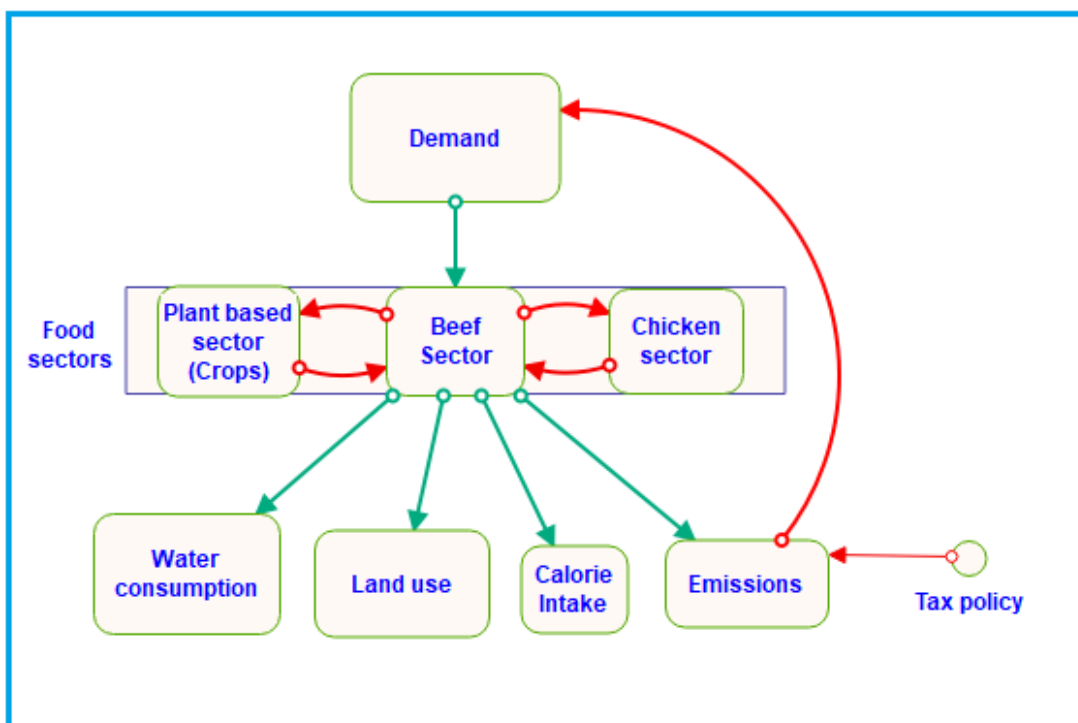 Demand
Food
sectors
Plant based
sector
(Crops)
Beef
Sector
Chicken
sector
Water
consumption
Land use
Calorie
Intake
Emissions
Tax policy